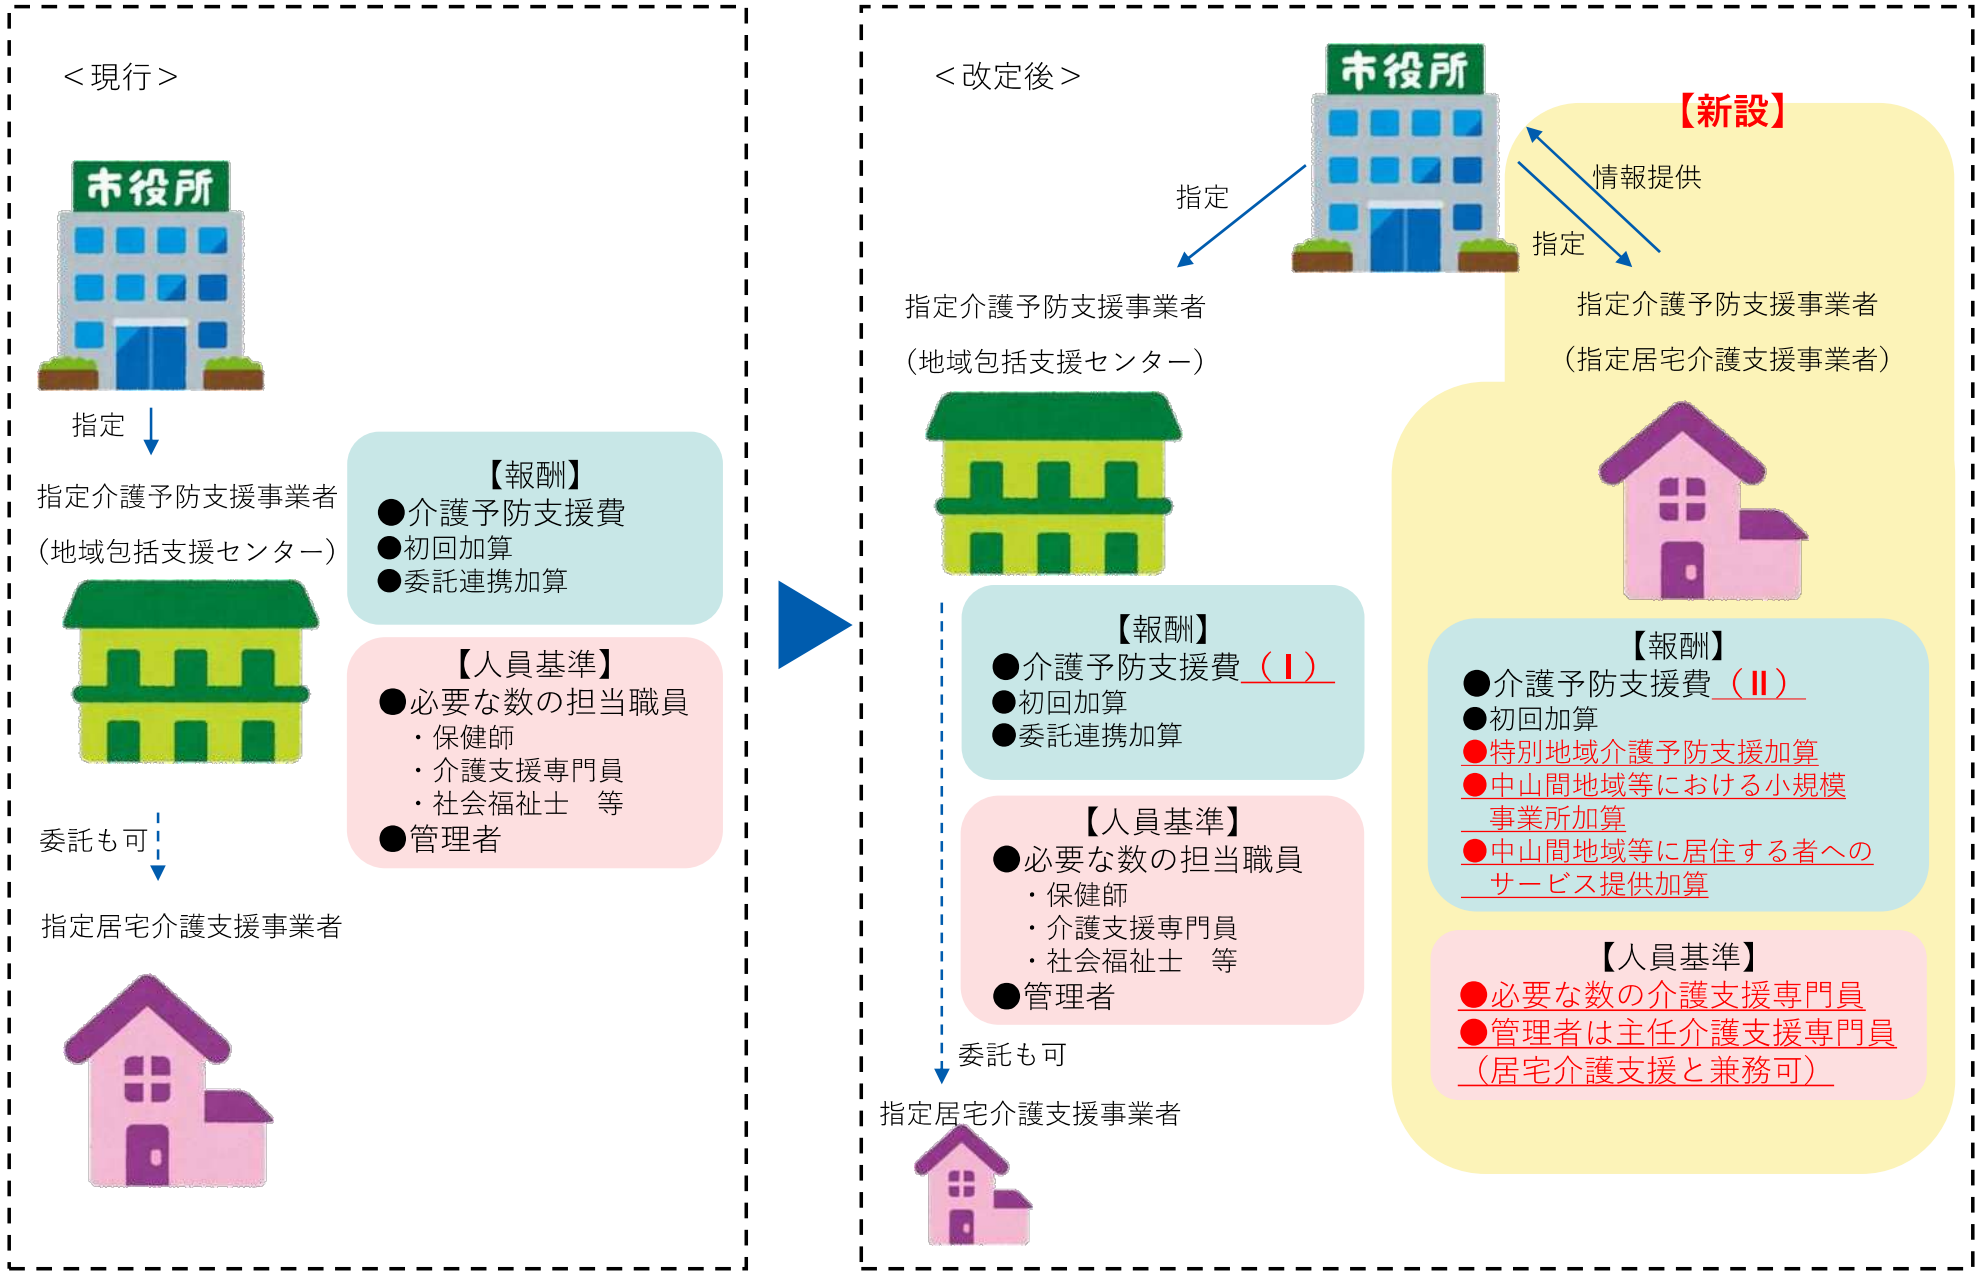 ＜現行＞
市役所
指定
指定介護予防支援事業者
（地域包括支援センター）
委託も可
指定居宅介護支援事業者
【報酬】
●介護予防支援費
●初回加算
●委託連携加算
【人員基準】
●必要な数の担当職員
・保健師
・介護支援専門員
・社会福祉士　等
●管理者
＜改定後＞
市役所
指定
指定介護予防支援事業者
（地域包括支援センター）
【報酬】
●介護予防支援費（Ⅰ）
●初回加算
●委託連携加算
【人員基準】
●必要な数の担当職員
・保健師
・介護支援専門員
・社会福祉士　等
●管理者
委託も可
指定居宅介護支援事業者
【新設】
情報提供
指定
指定介護予防支援事業者
（指定居宅介護支援事業者）
【報酬】
●介護予防支援費（Ⅱ）
●初回加算
●特別地域介護予防支援加算
●中山間地域等における小規模
事業所加算
●中山間地域等に居住する者への
サービス提供加算
【人員基準】
●必要な数の介護支援専門員
●管理者は主任介護支援専門員
（居宅介護支援と兼務可）